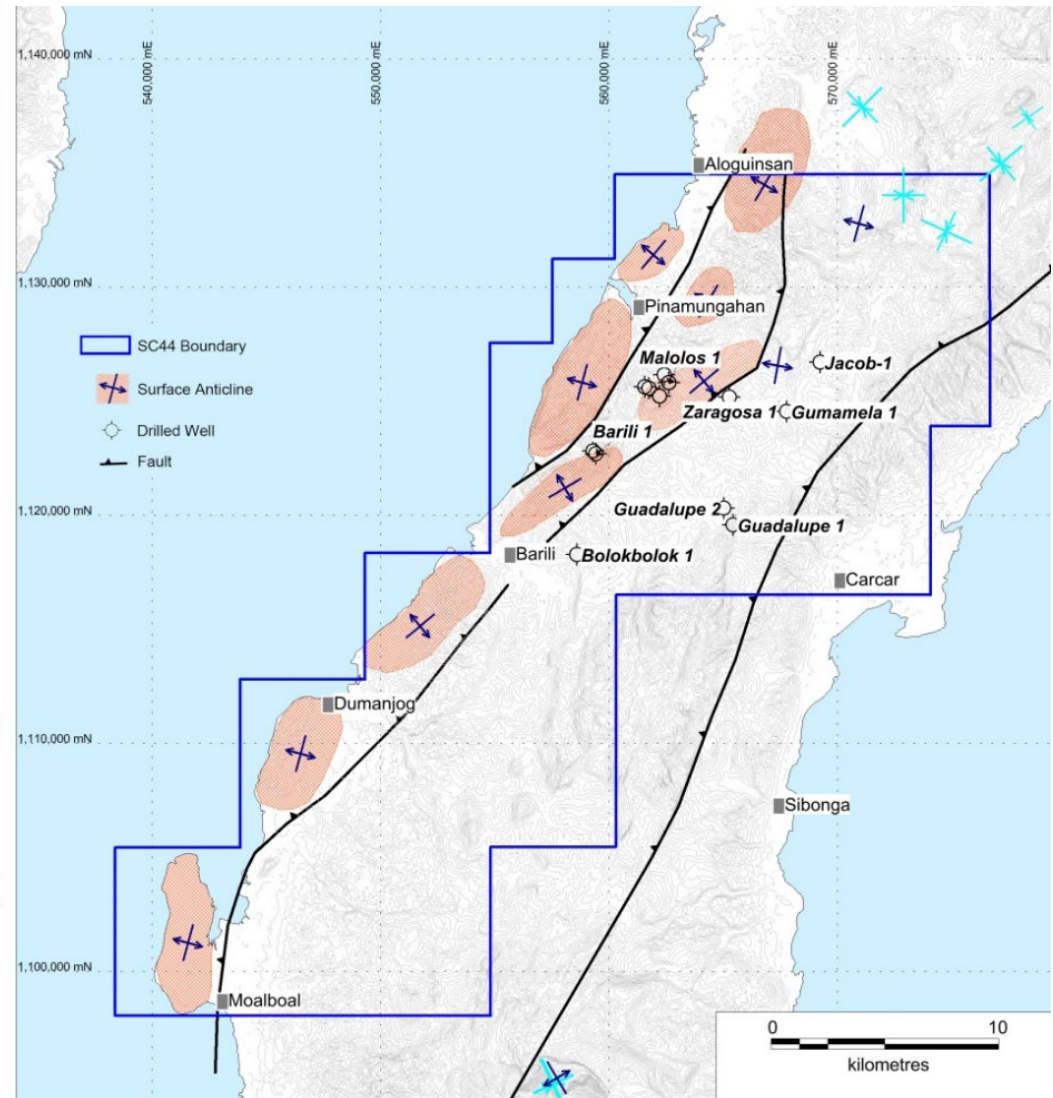 540,000 mE
550,000 mE
560,000 mE
570,000 mE
1,140,000 mN
Aloguinsan
1,130,000 mN
Pinamungahan
SC44 Boundary
Surface Anticline
Drilled Well
Fault
Malolos 1
Jacob-1
Zaragosa 1
Gumamela 1
Barili 1
1,120,000 mN
Guadalupe 2
Guadalupe 1
Barili
Bolokbolok 1
Carcar
Dumanjog
1,110,000 mN
Sibonga
1,100,000 mN
Moalboal
0
10
kilometres